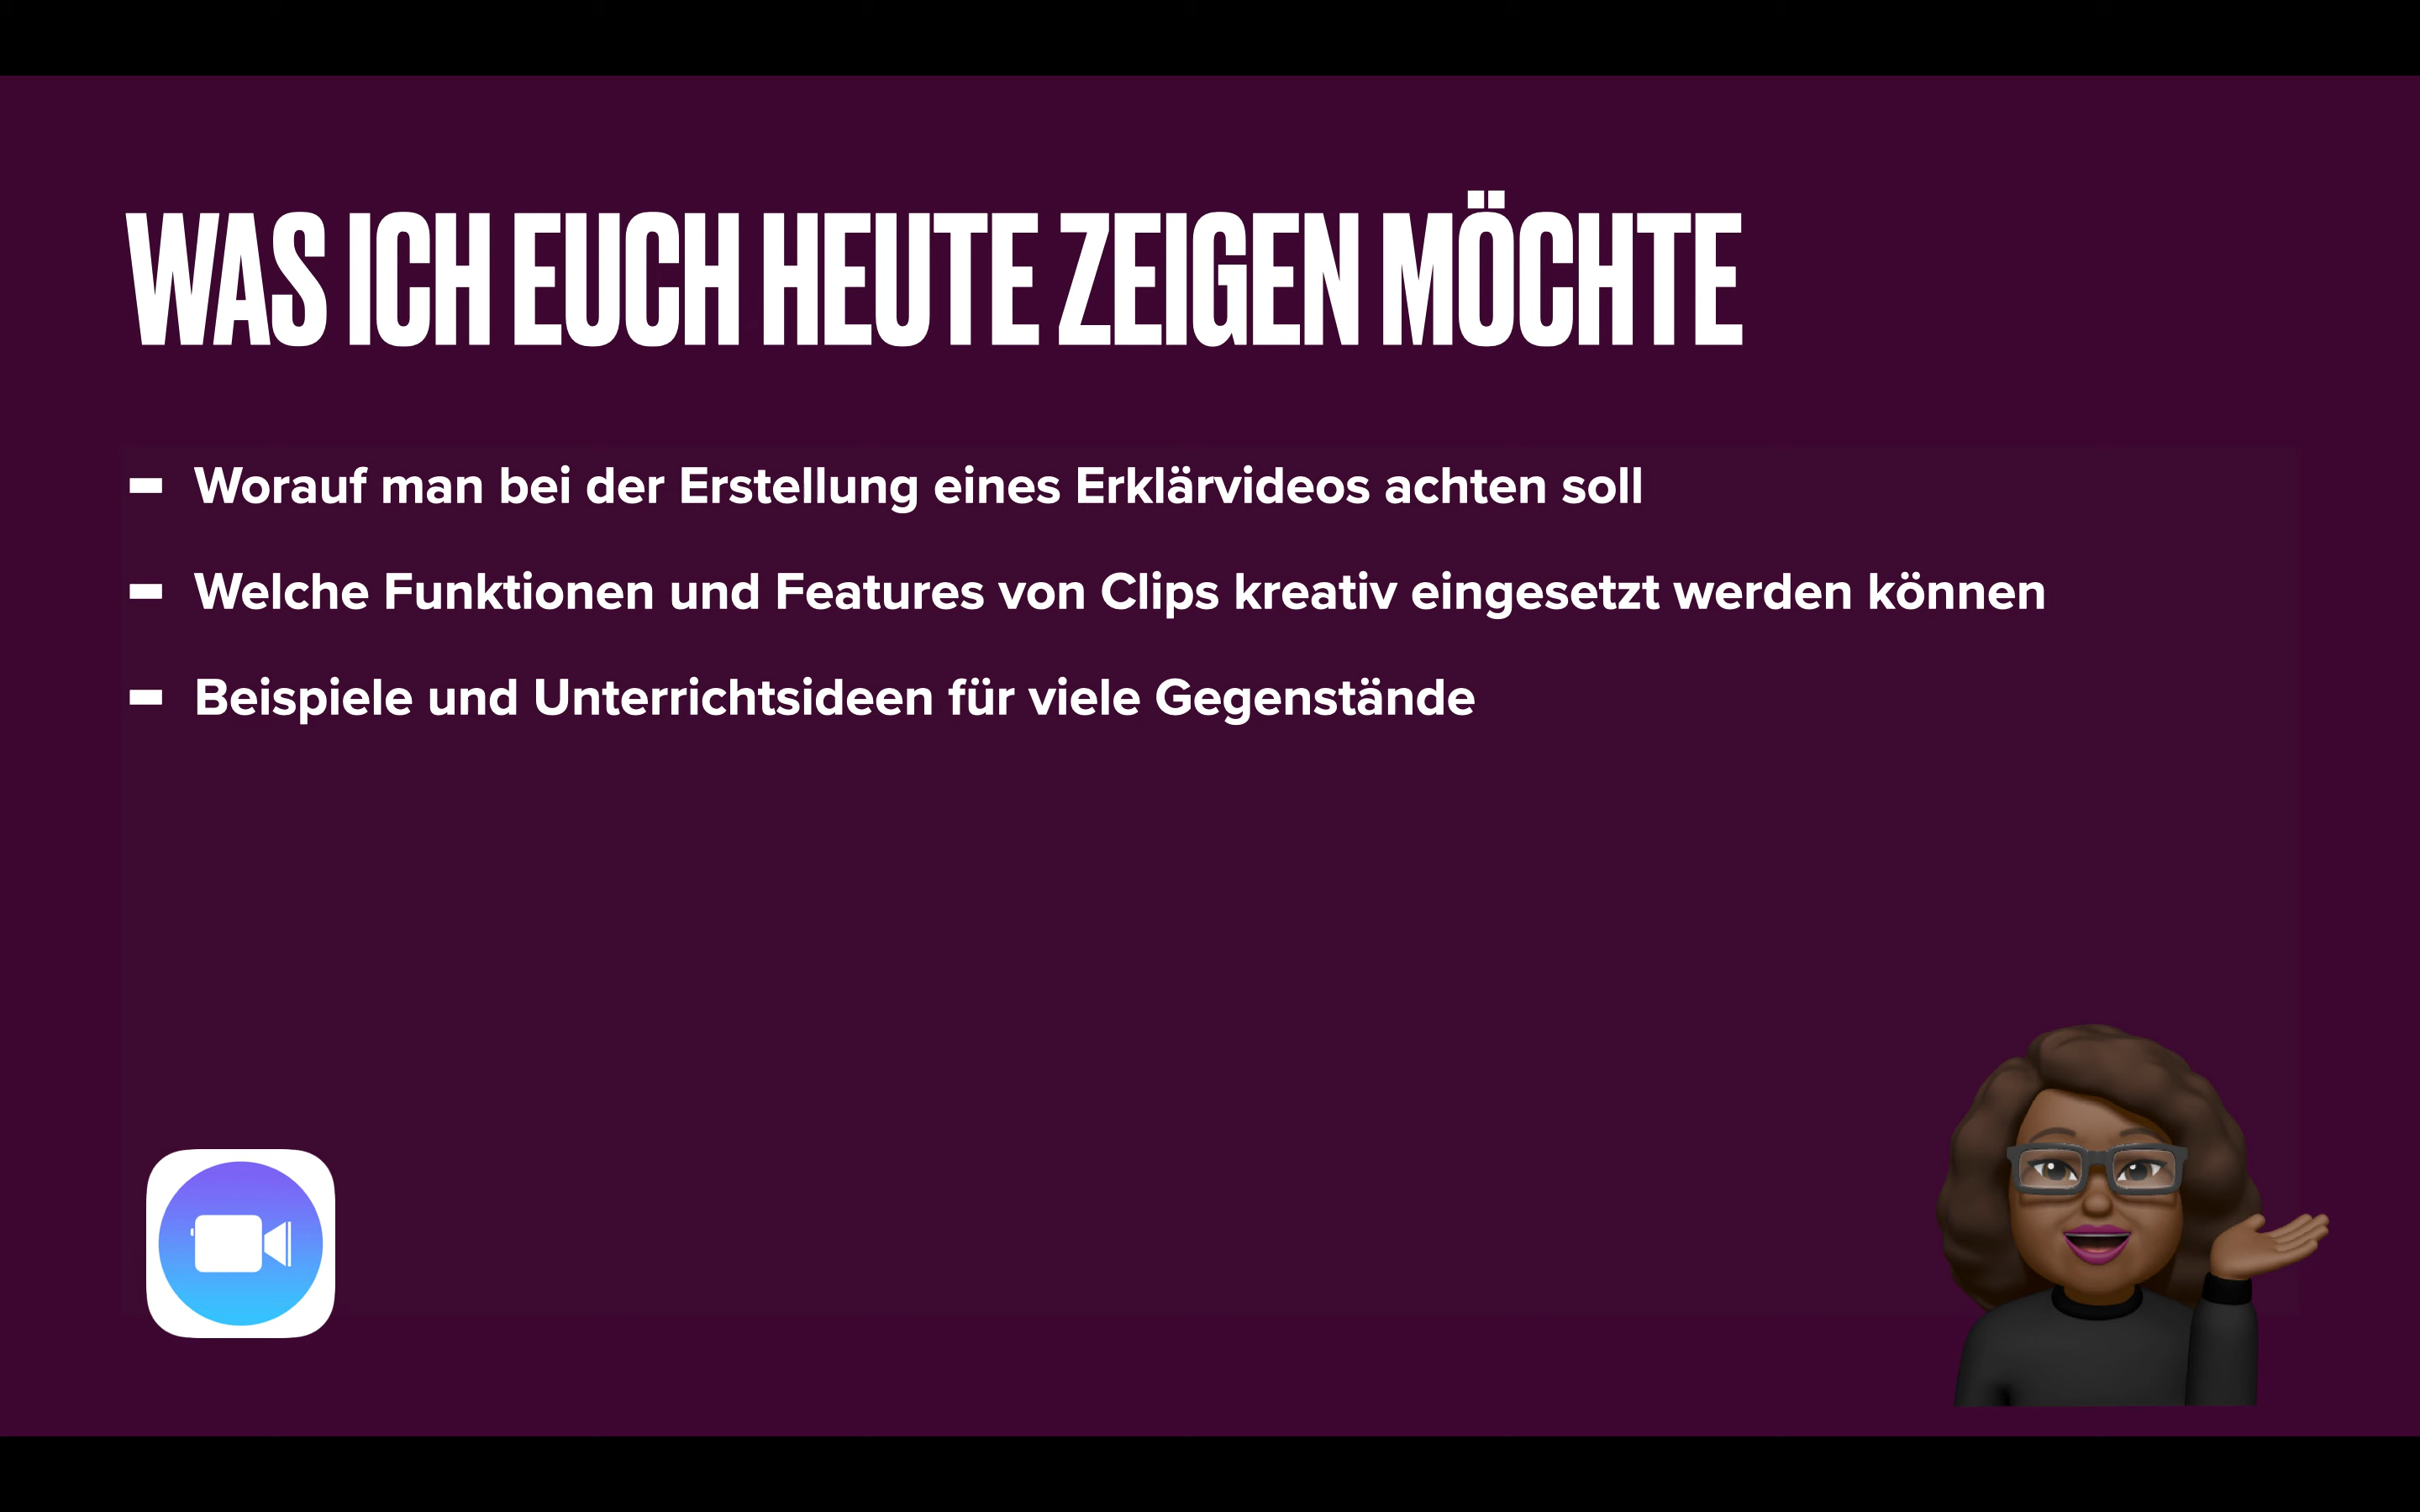 WAS ICH EUCH HEUTE ZEIGEN MÖCHTE
- Worauf man bei der Erstellung eines Erklärvideos achten soll
- Welche Funktionen und Features von Clips kreativ eingesetzt werden können
- Beispiele und Unterrichtsideen für viele Gegenstände